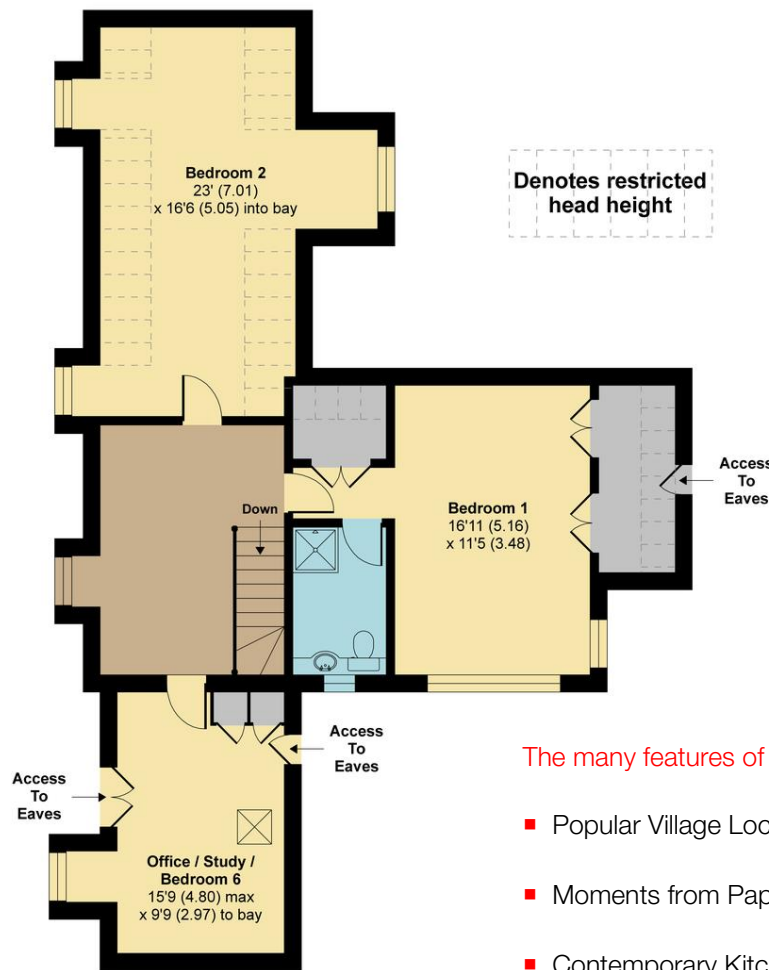 Bedroom 2
23' (7.01)
x 16'6 (5.05) into bay
Denotes restricted
head height
Down
Bedroom 1
16'11 (5.16)
x 11'5 (3.48)
Access
To
Eaves
Access
To
Eaves
Access
To
Eaves
Office / Study /
Bedroom 6
15'9 (4.80) max
x 9'9 (2.97) to bay
The many features of
Popular Village Loc
Moments from Pap
Contemporary Kitc